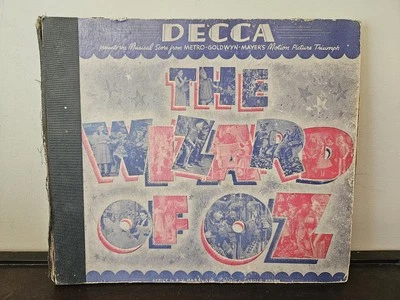 DECCA
presents the Musical Score from METRO-GOLDWYN-MAYER'S Motion Picture Triumph
THE
WIZARD
OF OZ